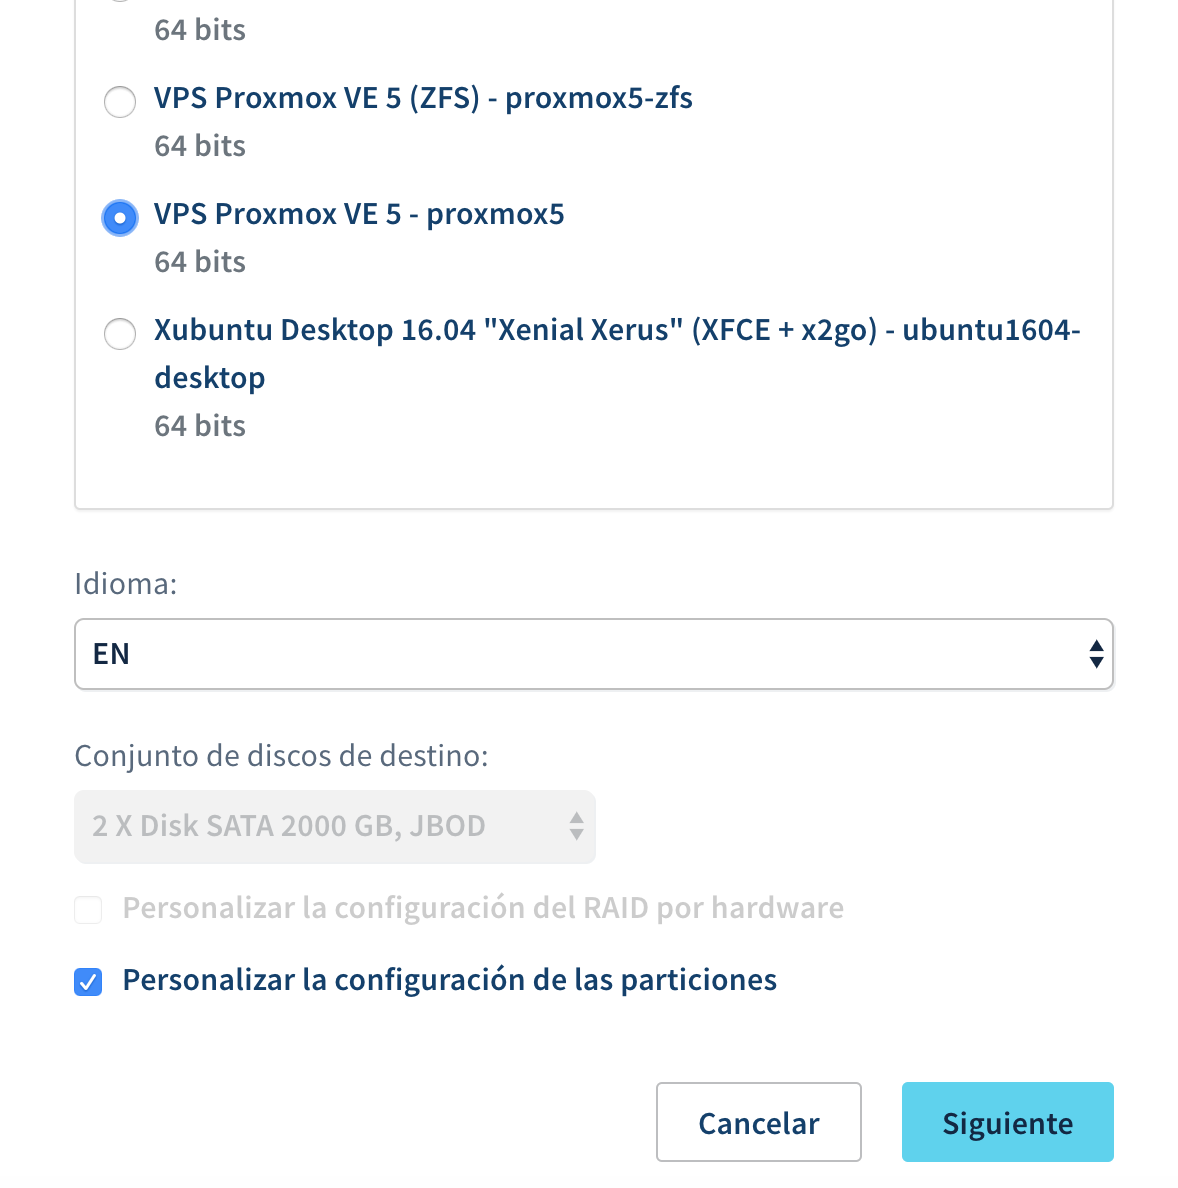 64 bits
VPS Proxmox VE 5 (ZFS) - proxmox5-zfs
64 bits
VPS Proxmox VE 5 - proxmox5
64 bits
Xubuntu Desktop 16.04 "Xenial Xerus" (XFCE + x2go) - ubuntu1604-
desktop
64 bits
Idioma:
EN
Conjunto de discos de destino:
2 X Disk SATA 2000 GB, JBOD
Personalizar la configuración del RAID por hardware
Personalizar la configuración de las particiones
Cancelar
Siguiente